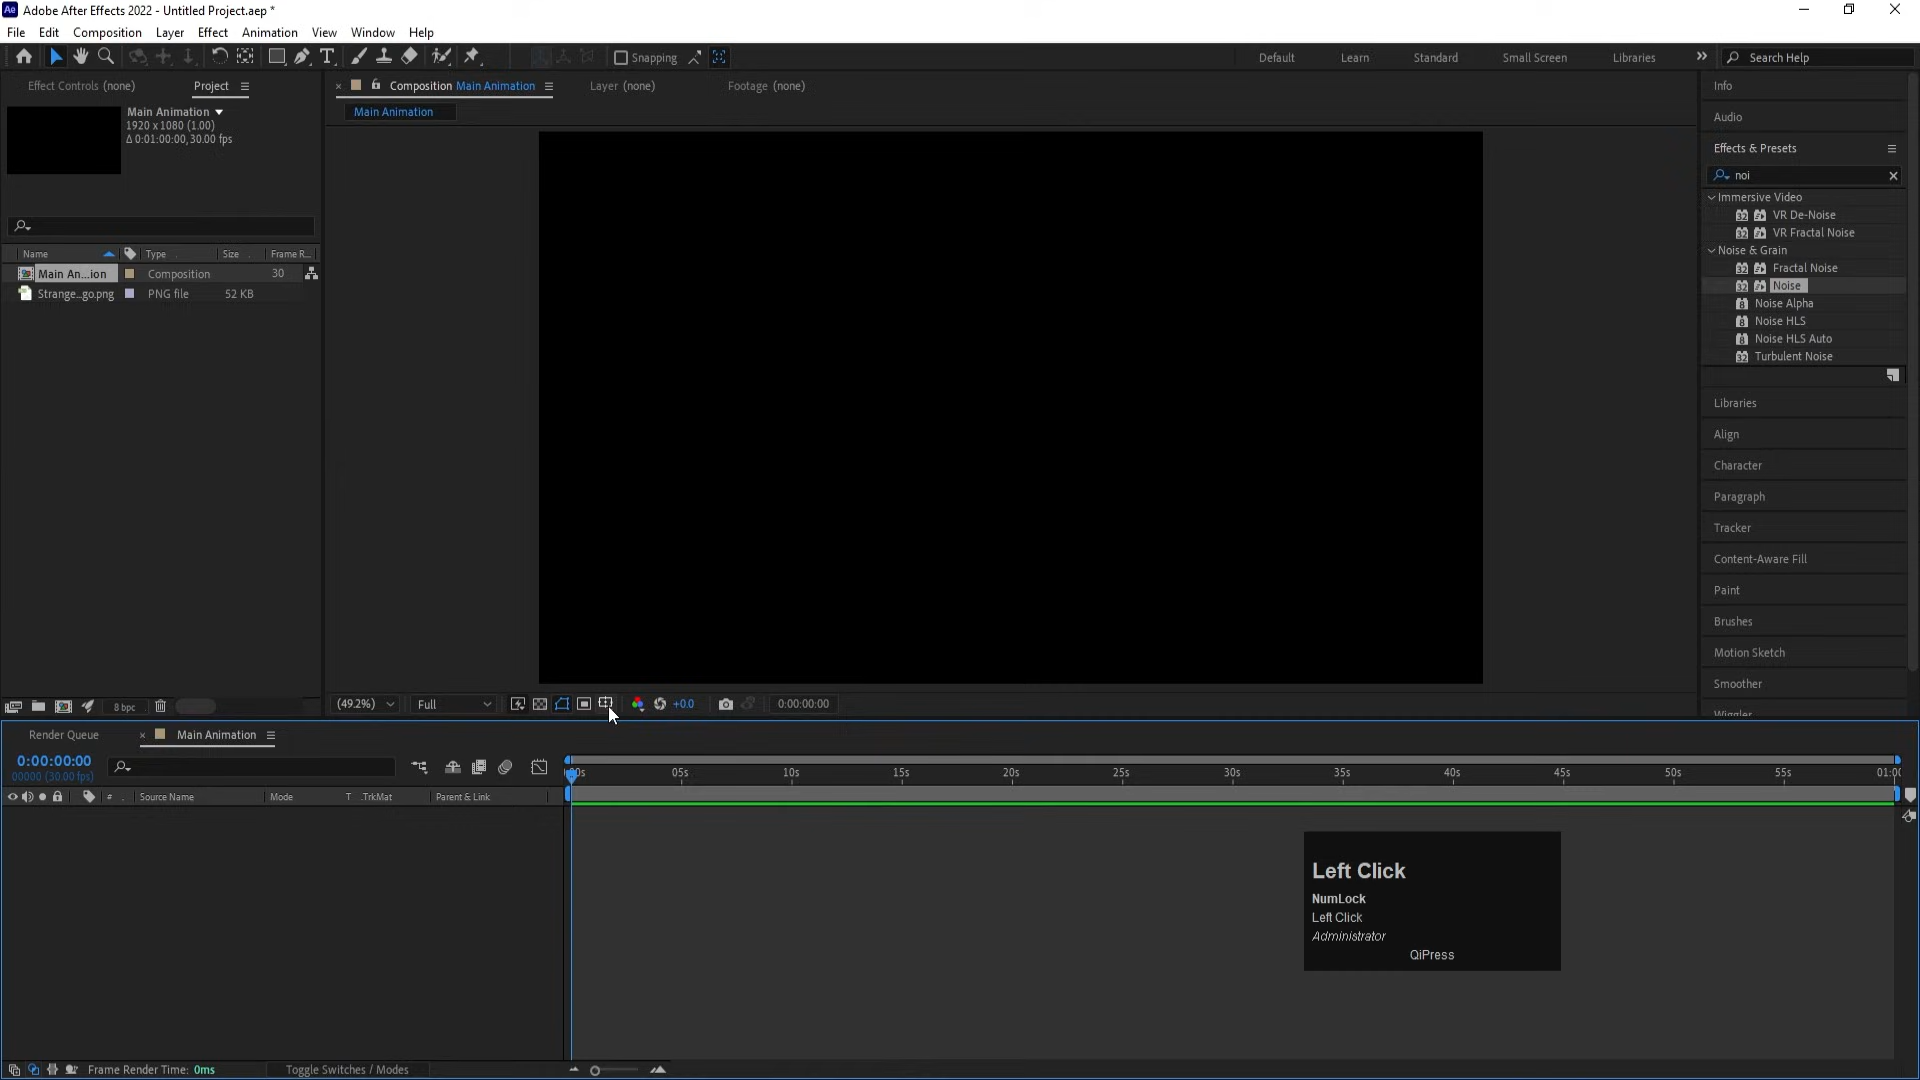 Ae Adobe After Effects 2022 - Untitled Project.aep *
File Edit Composition Layer Effect Animation View Window Help
Snapping Default Learn Standard Small Screen Libraries Search Help
Effect Controls (none) Project
Composition Main Animation Layer (none) Footage (none)
Main Animation
Main Animation
1920 x 1080 (1.00)
Δ 0:01:00:00, 30.00 fps
Name Type Size Frame R...
Main An...ion Composition 30
Strange...go.png PNG file 52 KB
8 bpc
(49.2%) Full +0.0 0:00:00:00
Info
Audio
Effects & Presets
noi
Immersive Video
VR De-Noise
VR Fractal Noise
Noise & Grain
Fractal Noise
Noise
Noise Alpha
Noise HLS
Noise HLS Auto
Turbulent Noise
Libraries
Align
Character
Paragraph
Tracker
Content-Aware Fill
Paint
Brushes
Motion Sketch
Smoother
Wiggler
Render Queue Main Animation
0:00:00:00
00000 (30.00 fps)
05s 10s 15s 20s 25s 30s 35s 40s 45s 50s 55s
# Source Name Mode T .TrkMat Parent & Link
Left Click
NumLock
Left Click
Administrator
QiPress
Frame Render Time: 0ms Toggle Switches / Modes